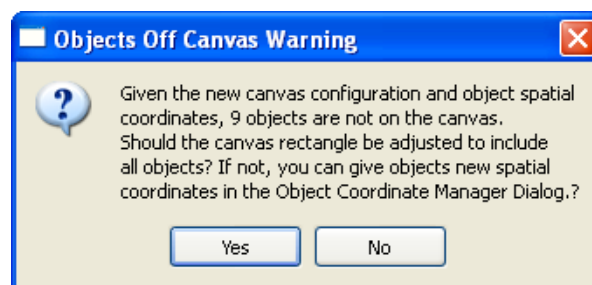 Objects Off Canvas Warning
Given the new canvas configuration and object spatial
coordinates, 9 objects are not on the canvas.
Should the canvas rectangle be adjusted to include
all objects? If not, you can give objects new spatial
coordinates in the Object Coordinate Manager Dialog.?
Yes No